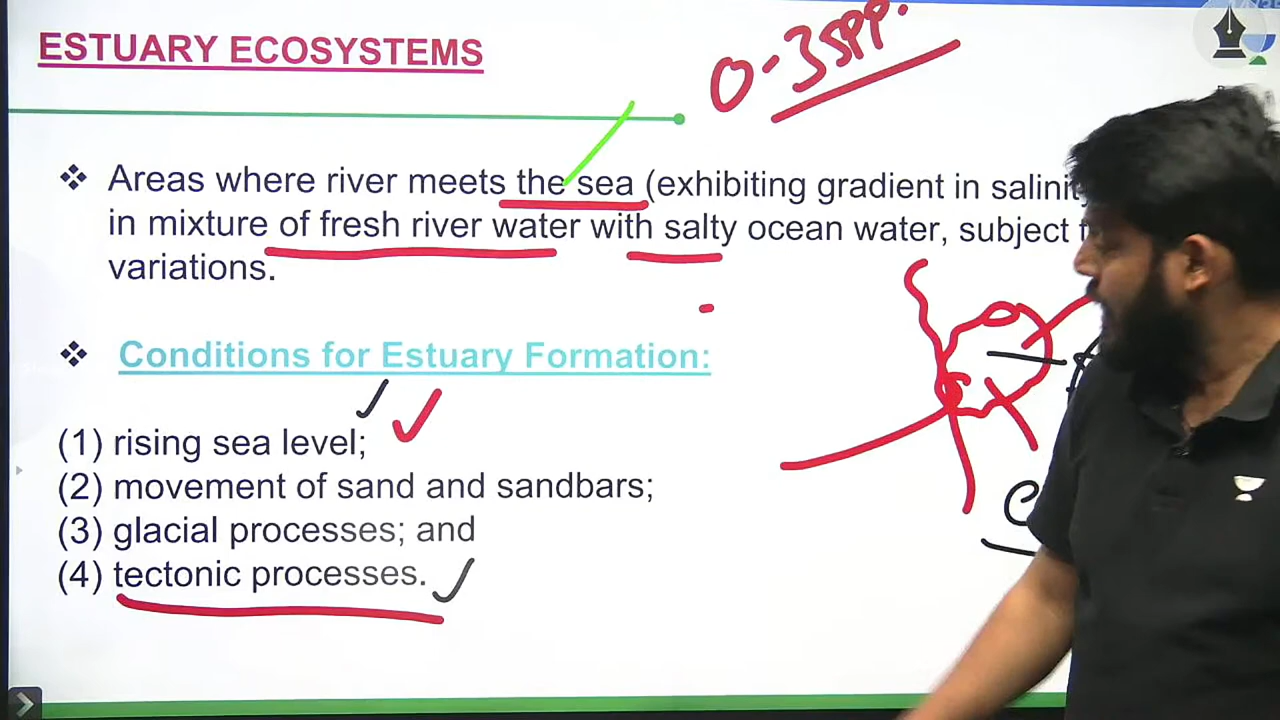 ESTUARY ECOSYSTEMS
0-35pp.
Areas where river meets the sea (exhibiting gradient in salinity
in mixture of fresh river water with salty ocean water, subject
variations.
Conditions for Estuary Formation:
(1) rising sea level;
(2) movement of sand and sandbars;
(3) glacial processes; and
(4) tectonic processes.